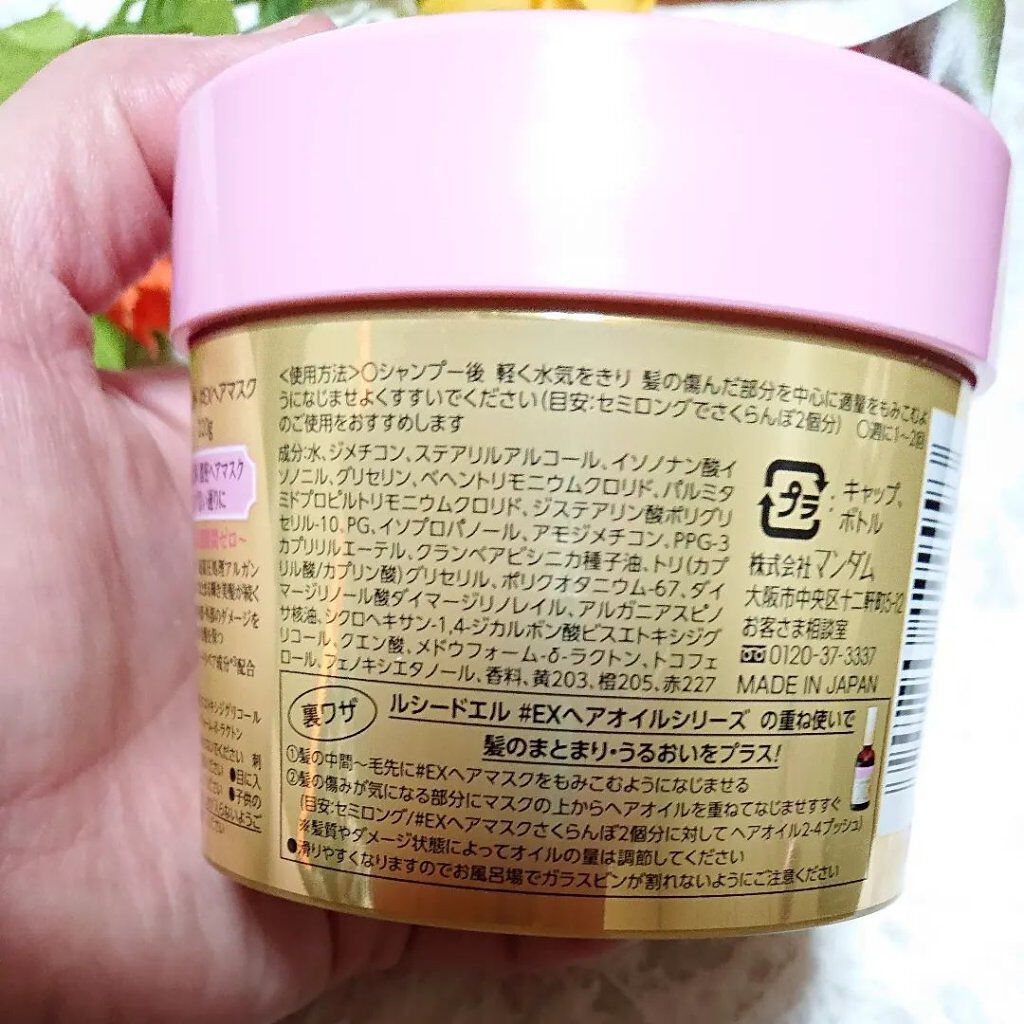 #EXヘアマスク
〈使用方法〉○シャンプー後 軽く水気をきり 髪の傷んだ部分を中心に適量をもみこむよ
うになじませよくすすいでください(目安:セミロングでさくらんぼ2個分) ○週に1〜2回
のご使用をおすすめします
成分:水、ジメチコン、ステアリルアルコール、イソノナン酸イ
ソノニル、グリセリン、ベヘントリモニウムクロリド、パルミタ
ミドプロピルトリモニウムクロリド、ジステアリン酸ポリグリ
セリル-10、PG、イソプロパノール、アモジメチコン、PPG-3
カプリリルエーテル、クランベアビシニカ種子油、トリ(カプ
リル酸/カプリン酸)グリセリル、ポリクオタニウム-67、ダイ
マージリノール酸ダイマージリノレイル、アルガニアスピノ
サ核油、シクロヘキサン-1,4-ジカルボン酸ビスエトキシジグ
リコール、クエン酸、メドウフォーム-δ-ラクトン、トコフェ
ロール、フェノキシエタノール、香料、黄203、橙205、赤227
プラ
:キャップ、
ボトル
株式会社マンダム
大阪市中央区十二軒町5-12
お客さま相談室
0120-37-3337
MADE IN JAPAN
裏ワザ
ルシードエル #EXヘアオイルシリーズ の重ね使いで
髪のまとまり・うるおいをプラス!
①髪の中間〜毛先に#EXヘアマスクをもみこむようになじませる
②髪の傷みが気になる部分にマスクの上からヘアオイルを重ねてなじませすすぐ
(目安:セミロング/#EXヘアマスクさくらんぼ2個分に対して ヘアオイル2-4プッシュ)
※髪質やダメージ状態によってオイルの量は調節してください
●滑りやすくなりますのでお風呂場でガラスビンが割れないようにご注意ください